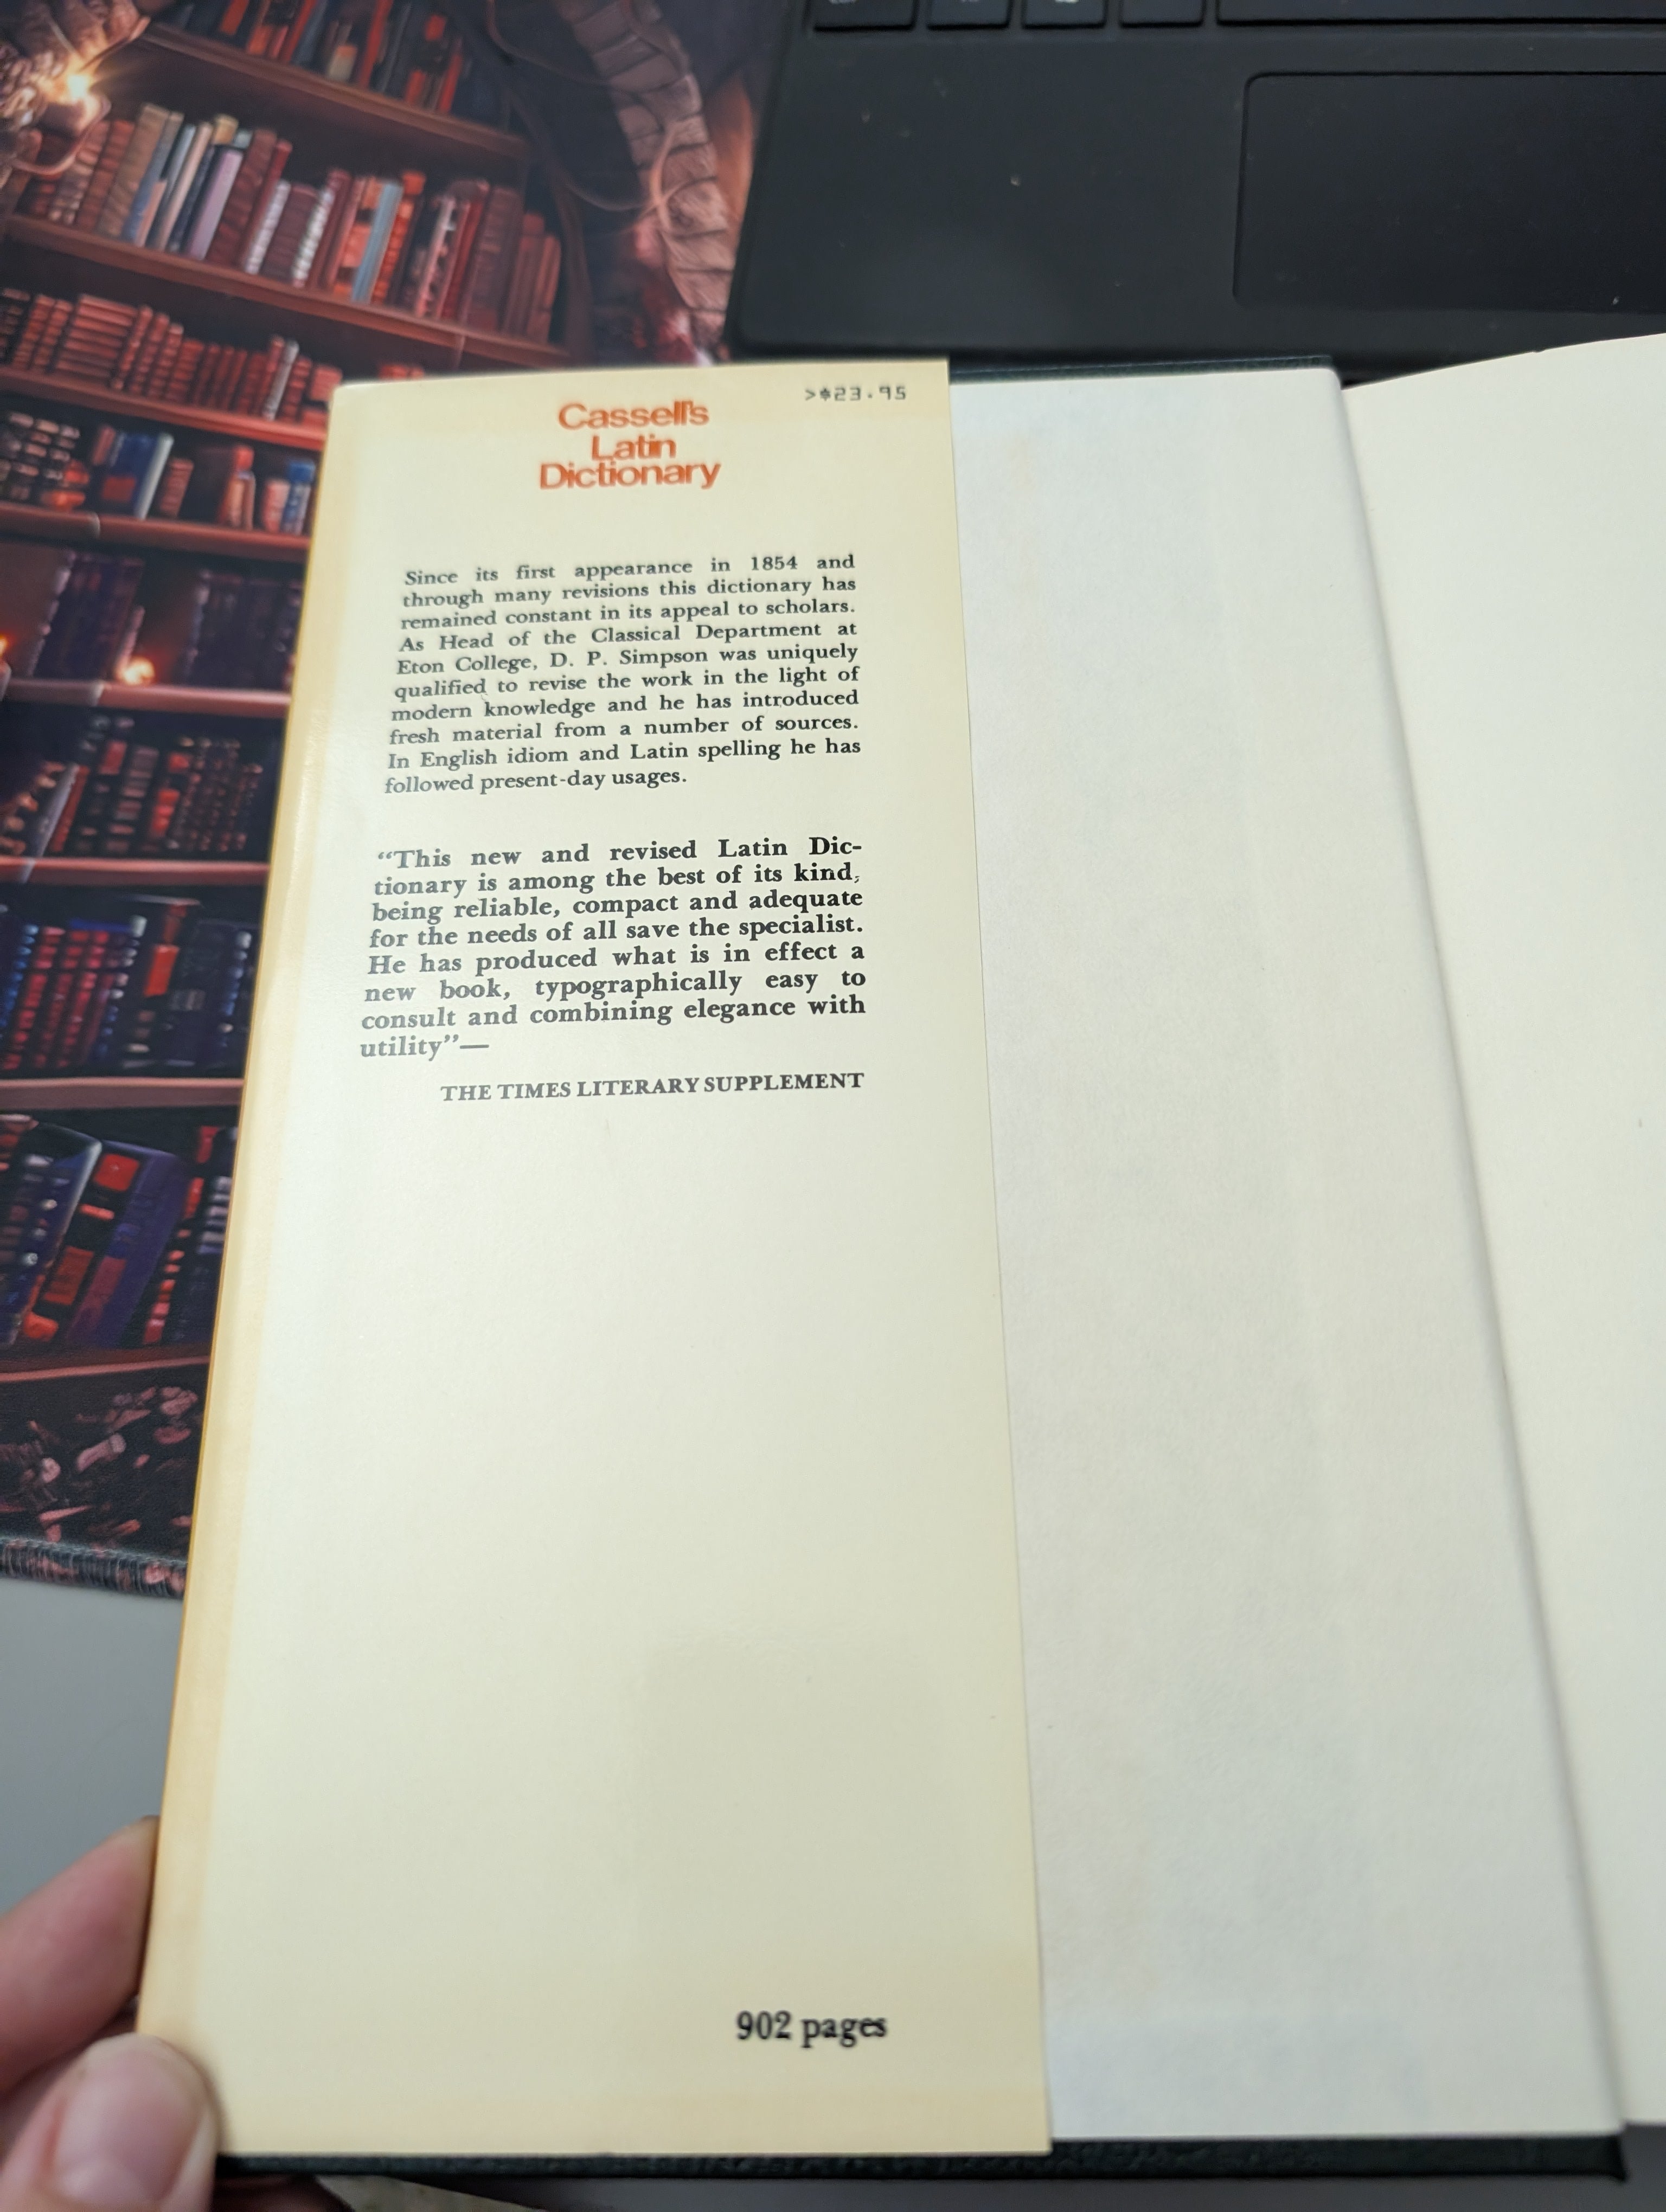 >$23.95
Cassell's
Latin
Dictionary
Since its first appearance in 1854 and
through many revisions this dictionary has
remained constant in its appeal to scholars.
As Head of the Classical Department at
Eton College, D. P. Simpson was uniquely
qualified to revise the work in the light of
modern knowledge and he has introduced
fresh material from a number of sources.
In English idiom and Latin spelling he has
followed present-day usages.
“This new and revised Latin Dic-
tionary is among the best of its kind,
being reliable, compact and adequate
for the needs of all save the specialist.
He has produced what is in effect a
new book, typographically easy to
consult and combining elegance with
utility”—
THE TIMES LITERARY SUPPLEMENT
902 pages